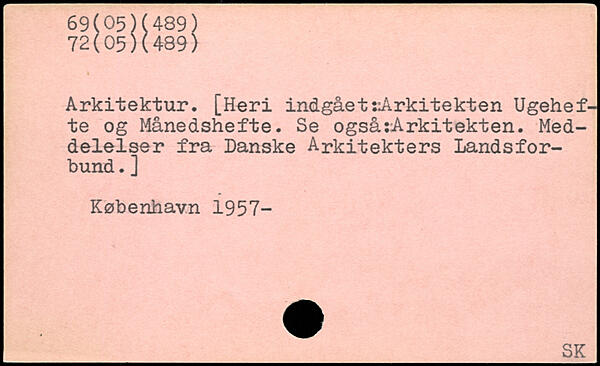 69(05)(489)
72(05)(489)
Arkitektur. [Heri indgået:Arkitekten Ugehef-
te og Månedshefte. Se også:Arkitekten. Med-
delelser fra Danske Arkitekters Landsfor-
bund.]
København 1957-
SK